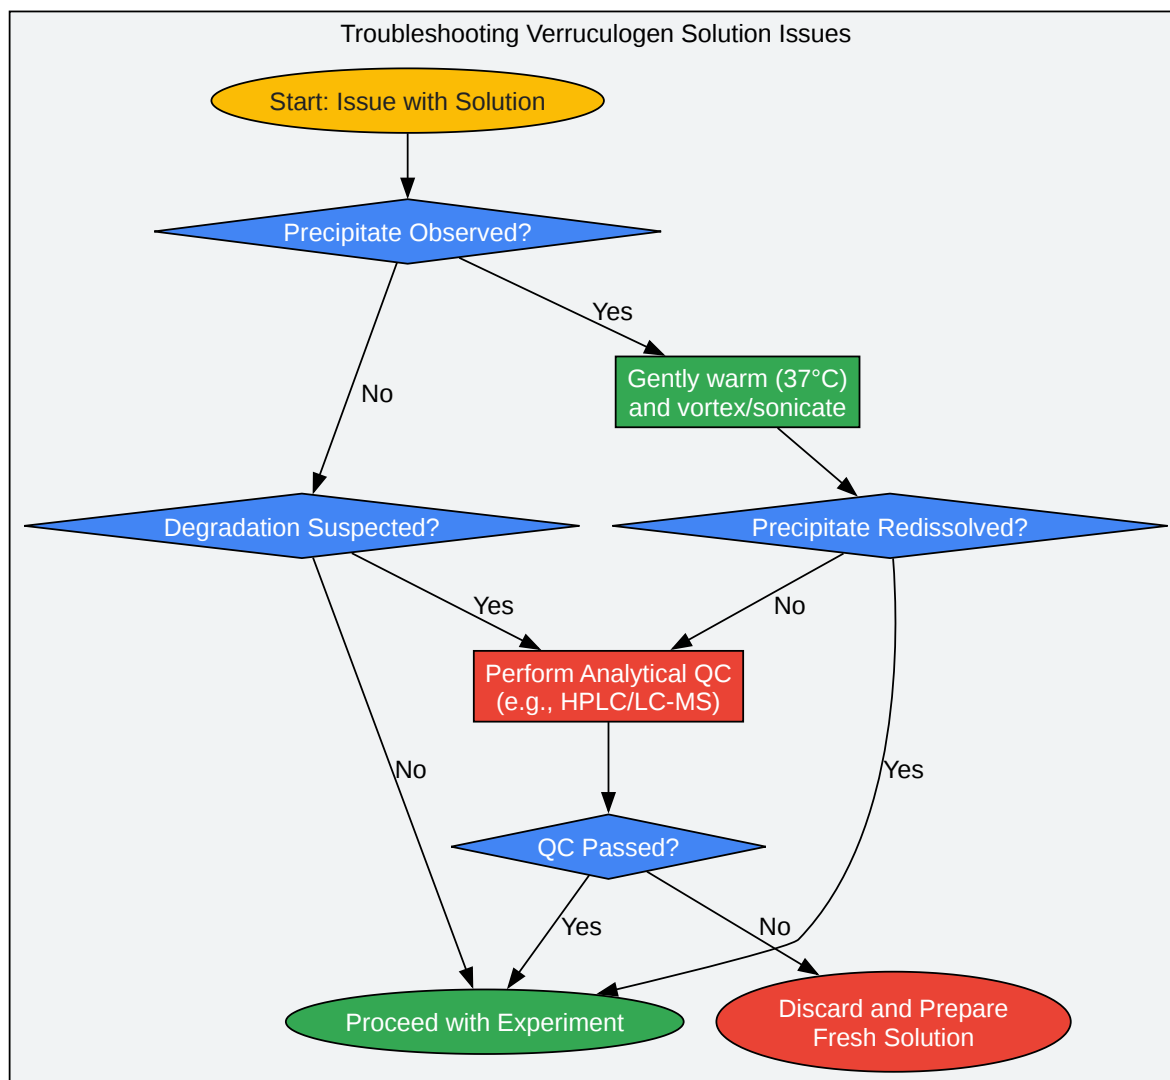 Troubleshooting Verruculogen Solution Issues
Start: Issue with Solution
Precipitate Observed?
Yes
Gently warm (37°C)
and vortex/sonicate
No
Degradation Suspected?
Precipitate Redissolved?
Yes
No
Perform Analytical QC
(e.g., HPLC/LC-MS)
No
Yes
QC Passed?
Yes
No
Proceed with Experiment
Discard and Prepare
Fresh Solution